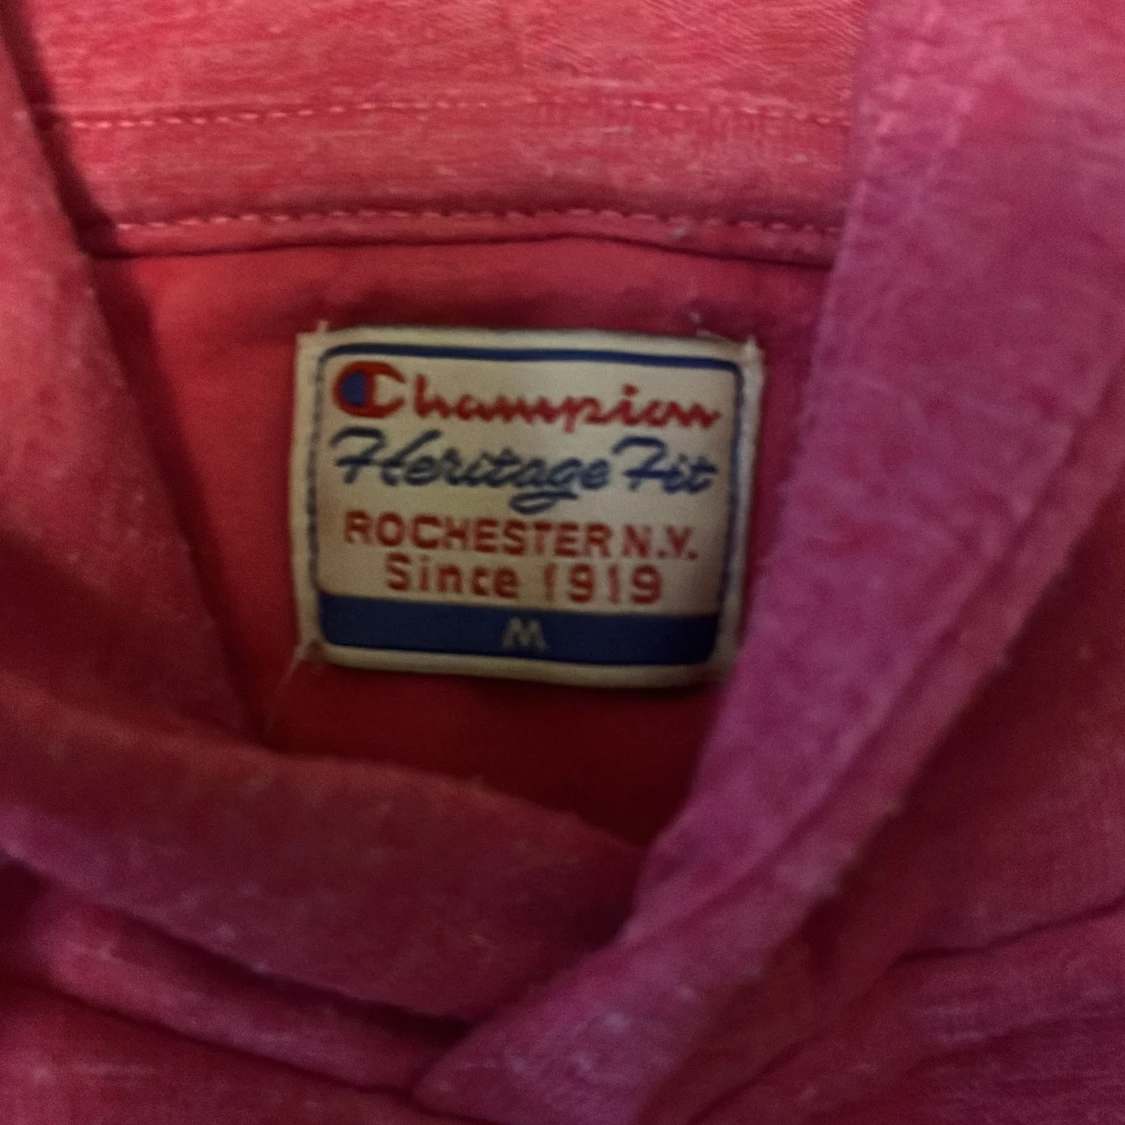 Champion
Heritage Fit
ROCHESTER N.Y.
Since 1919
M